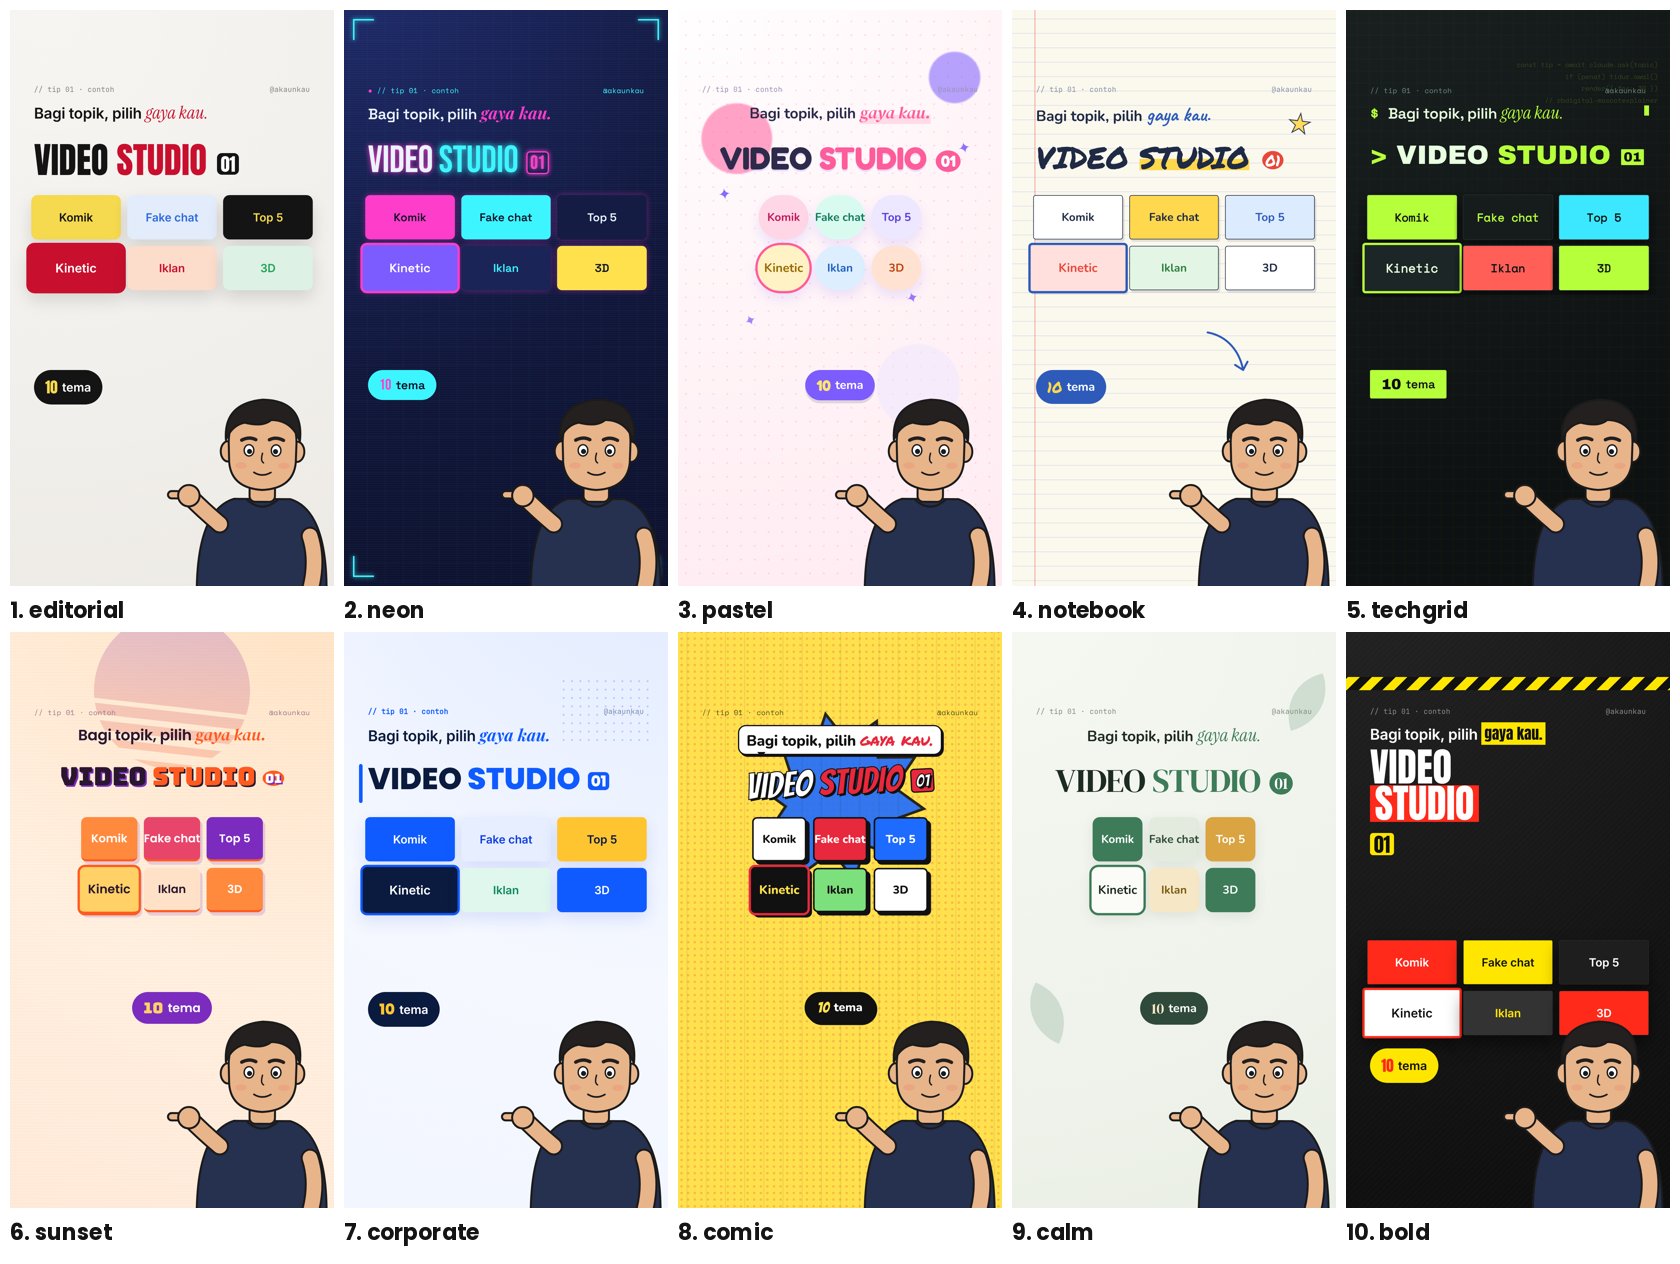 // tip 01 · contoh @akaunkau
Bagi topik, pilih gaya kau.
VIDEO STUDIO 01
Komik Fake chat Top 5
Kinetic Iklan 3D
10 tema
1. editorial
// tip 01 · contoh @akaunkau
Bagi topik, pilih gaya kau.
VIDEO STUDIO 01
Komik Fake chat Top 5
Kinetic Iklan 3D
10 tema
2. neon
// tip 01 · contoh @akaunkau
Bagi topik, pilih gaya kau.
VIDEO STUDIO 01
Komik Fake chat Top 5
Kinetic Iklan 3D
10 tema
3. pastel
// tip 01 · contoh @akaunkau
Bagi topik, pilih gaya kau.
VIDEO STUDIO 01
Komik Fake chat Top 5
Kinetic Iklan 3D
10 tema
4. notebook
// tip 01 · contoh @akaunkau
$ Bagi topik, pilih gaya kau.
> VIDEO STUDIO 01
Komik Fake chat Top 5
Kinetic Iklan 3D
10 tema
5. techgrid
// tip 01 · contoh @akaunkau
Bagi topik, pilih gaya kau.
VIDEO STUDIO 01
Komik Fake chat Top 5
Kinetic Iklan 3D
10 tema
6. sunset
// tip 01 · contoh @akaunkau
Bagi topik, pilih gaya kau.
VIDEO STUDIO 01
Komik Fake chat Top 5
Kinetic Iklan 3D
10 tema
7. corporate
// tip 01 · contoh @akaunkau
Bagi topik, pilih GAYA KAU.
VIDEO STUDIO 01
Komik Fake chat Top 5
Kinetic Iklan 3D
10 tema
8. comic
// tip 01 · contoh @akaunkau
Bagi topik, pilih gaya kau.
VIDEO STUDIO 01
Komik Fake chat Top 5
Kinetic Iklan 3D
10 tema
9. calm
// tip 01 · contoh @akaunkau
Bagi topik, pilih gaya kau.
VIDEO
STUDIO
01
Komik Fake chat Top 5
Kinetic Iklan 3D
10 tema
10. bold